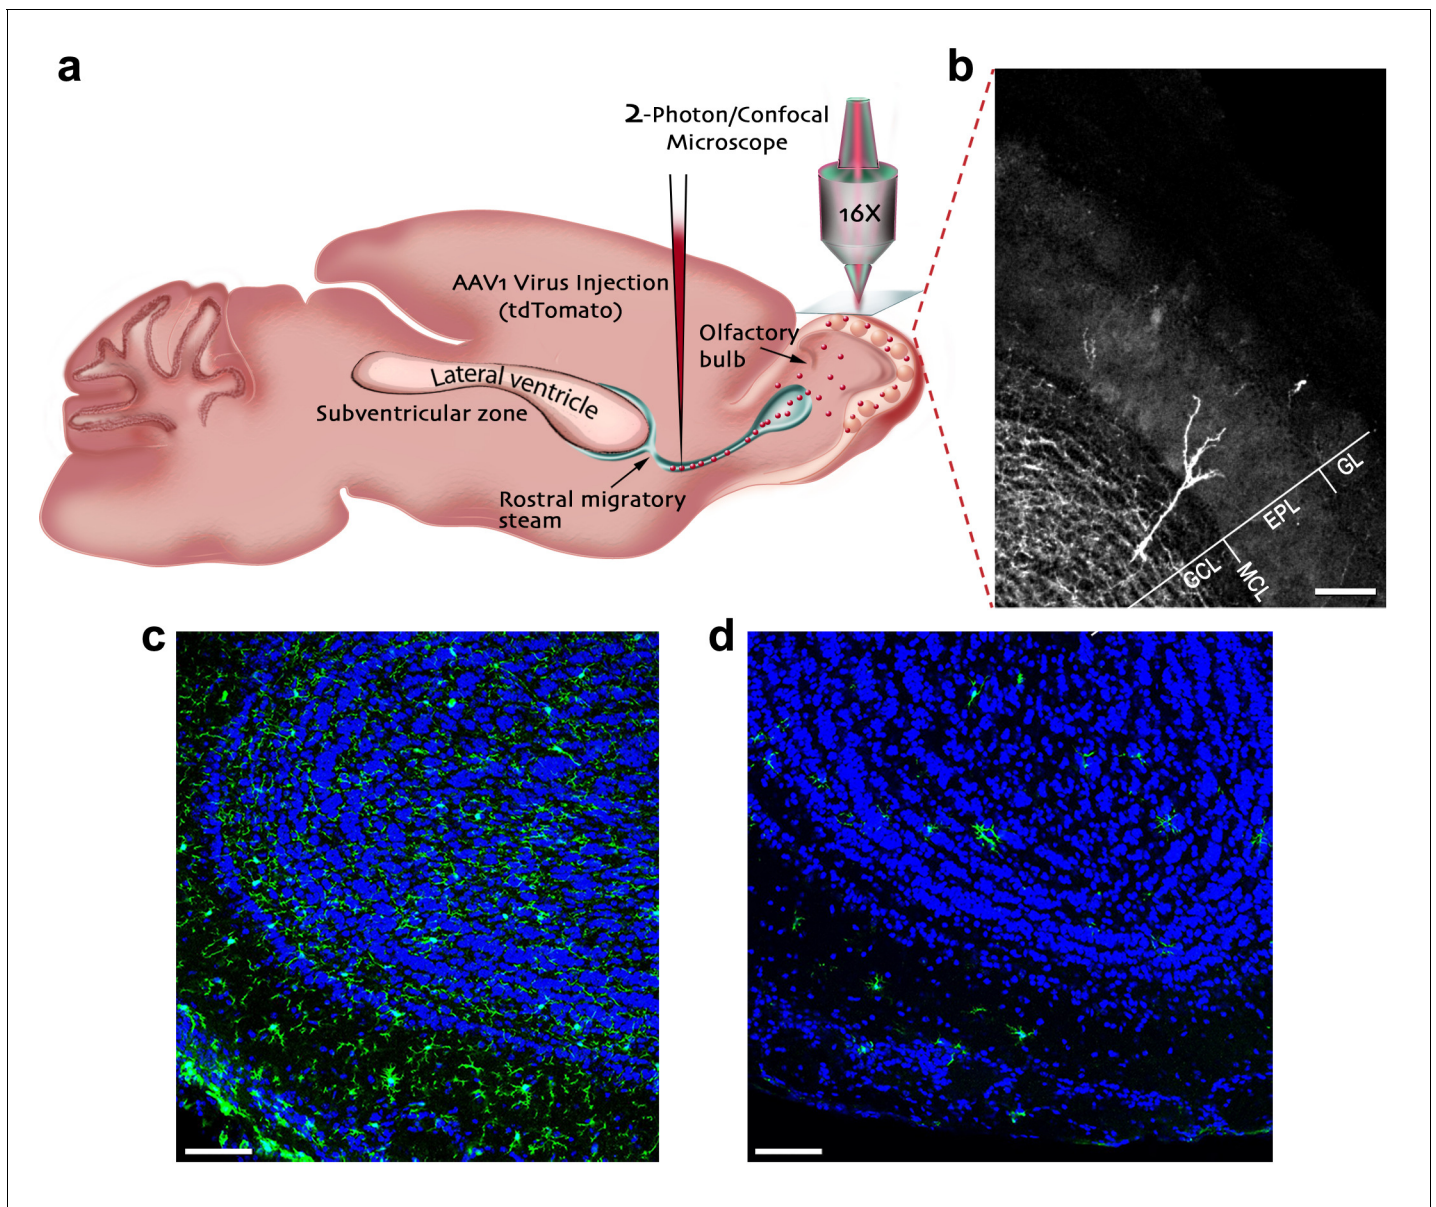 a
b
2-Photon/Confocal
Microscope
16X
AAV1 Virus Injection
(tdTomato)
Olfactory
bulb
Lateral ventricle
Subventricular zone
Rostral migratory
steam
GL
EPL
GCL
MCL
c
d